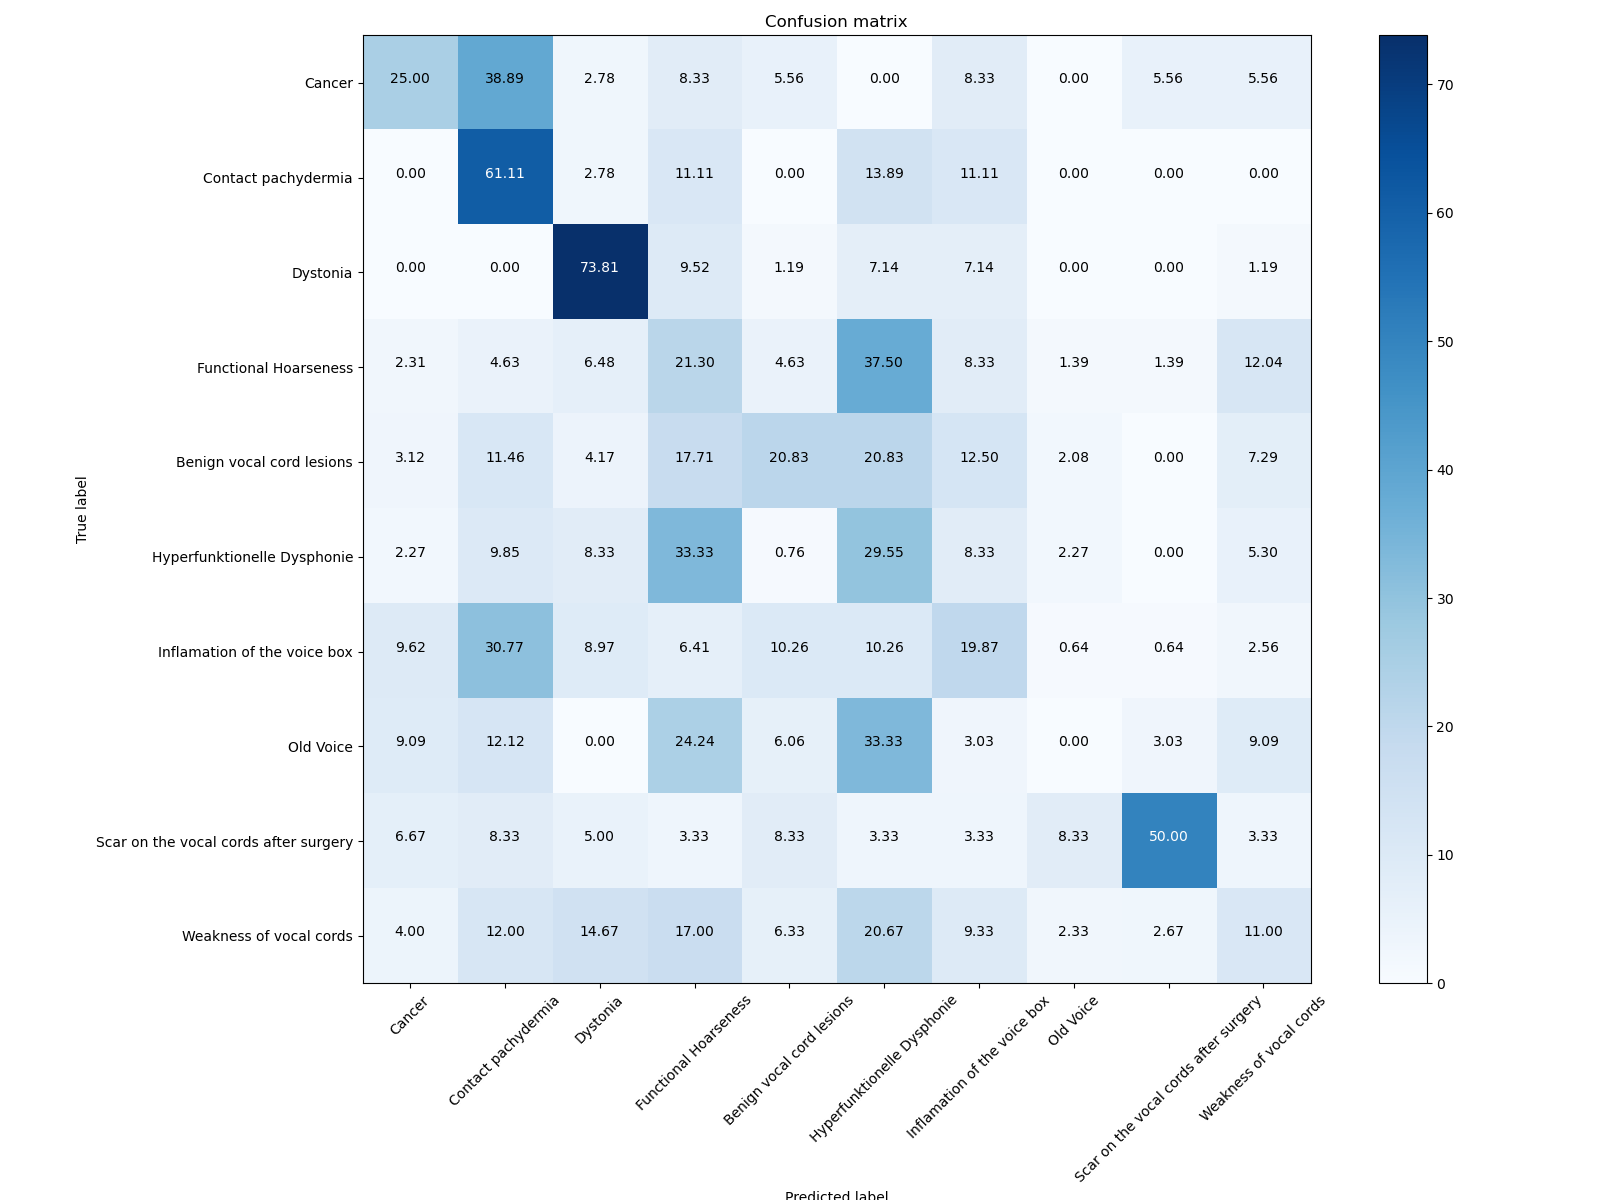 Confusion matrix
Cancer 25.00 38.89 2.78 8.33 5.56 0.00 8.33 0.00 5.56 5.56
Contact pachydermia 0.00 61.11 2.78 11.11 0.00 13.89 11.11 0.00 0.00 0.00
Dystonia 0.00 0.00 73.81 9.52 1.19 7.14 7.14 0.00 0.00 1.19
Functional Hoarseness 2.31 4.63 6.48 21.30 4.63 37.50 8.33 1.39 1.39 12.04
Benign vocal cord lesions 3.12 11.46 4.17 17.71 20.83 20.83 12.50 2.08 0.00 7.29
Hyperfunktionelle Dysphonie 2.27 9.85 8.33 33.33 0.76 29.55 8.33 2.27 0.00 5.30
Inflamation of the voice box 9.62 30.77 8.97 6.41 10.26 10.26 19.87 0.64 0.64 2.56
Old Voice 9.09 12.12 0.00 24.24 6.06 33.33 3.03 0.00 3.03 9.09
Scar on the vocal cords after surgery 6.67 8.33 5.00 3.33 8.33 3.33 3.33 8.33 50.00 3.33
Weakness of vocal cords 4.00 12.00 14.67 17.00 6.33 20.67 9.33 2.33 2.67 11.00
True label
Cancer
Contact pachydermia
Dystonia
Functional Hoarseness
Benign vocal cord lesions
Hyperfunktionelle Dysphonie
Inflamation of the voice box
Old Voice
Scar on the vocal cords after surgery
Weakness of vocal cords
Predicted label
70
60
50
40
30
20
10
0